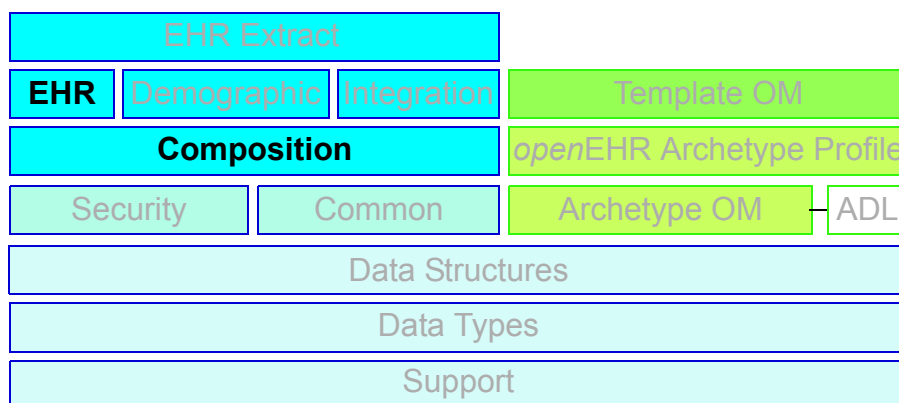 EHR Extract
EHR Demographic Integration Template OM
Composition openEHR Archetype Profile
Security Common Archetype OM ADL
Data Structures
Data Types
Support